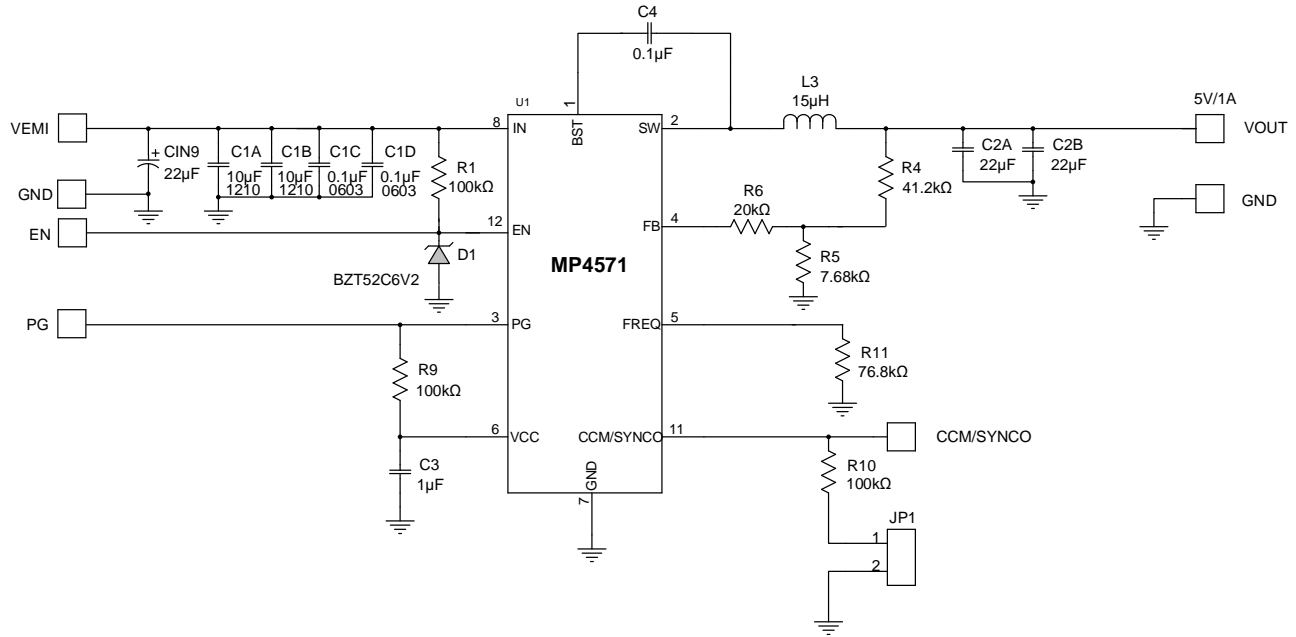 C4
0.1µF
L3
15µH
5V/1A
U1
1
VEMI
8
IN
BST
SW
2
VOUT
+
CIN9
22µF
C1A
10µF
1210
C1B
10µF
1210
C1C
0.1µF
0603
C1D
0.1µF
0603
R1
100kΩ
C2A
22µF
C2B
22µF
R4
41.2kΩ
GND
R6
20kΩ
GND
EN
12
EN
FB
4
D1
BZT52C6V2
MP4571
R5
7.68kΩ
PG
3
PG
FREQ
5
R9
100kΩ
R11
76.8kΩ
6
VCC
CCM/SYNCO
11
CCM/SYNCO
C3
1µF
GND
7
R10
100kΩ
JP1
1
2